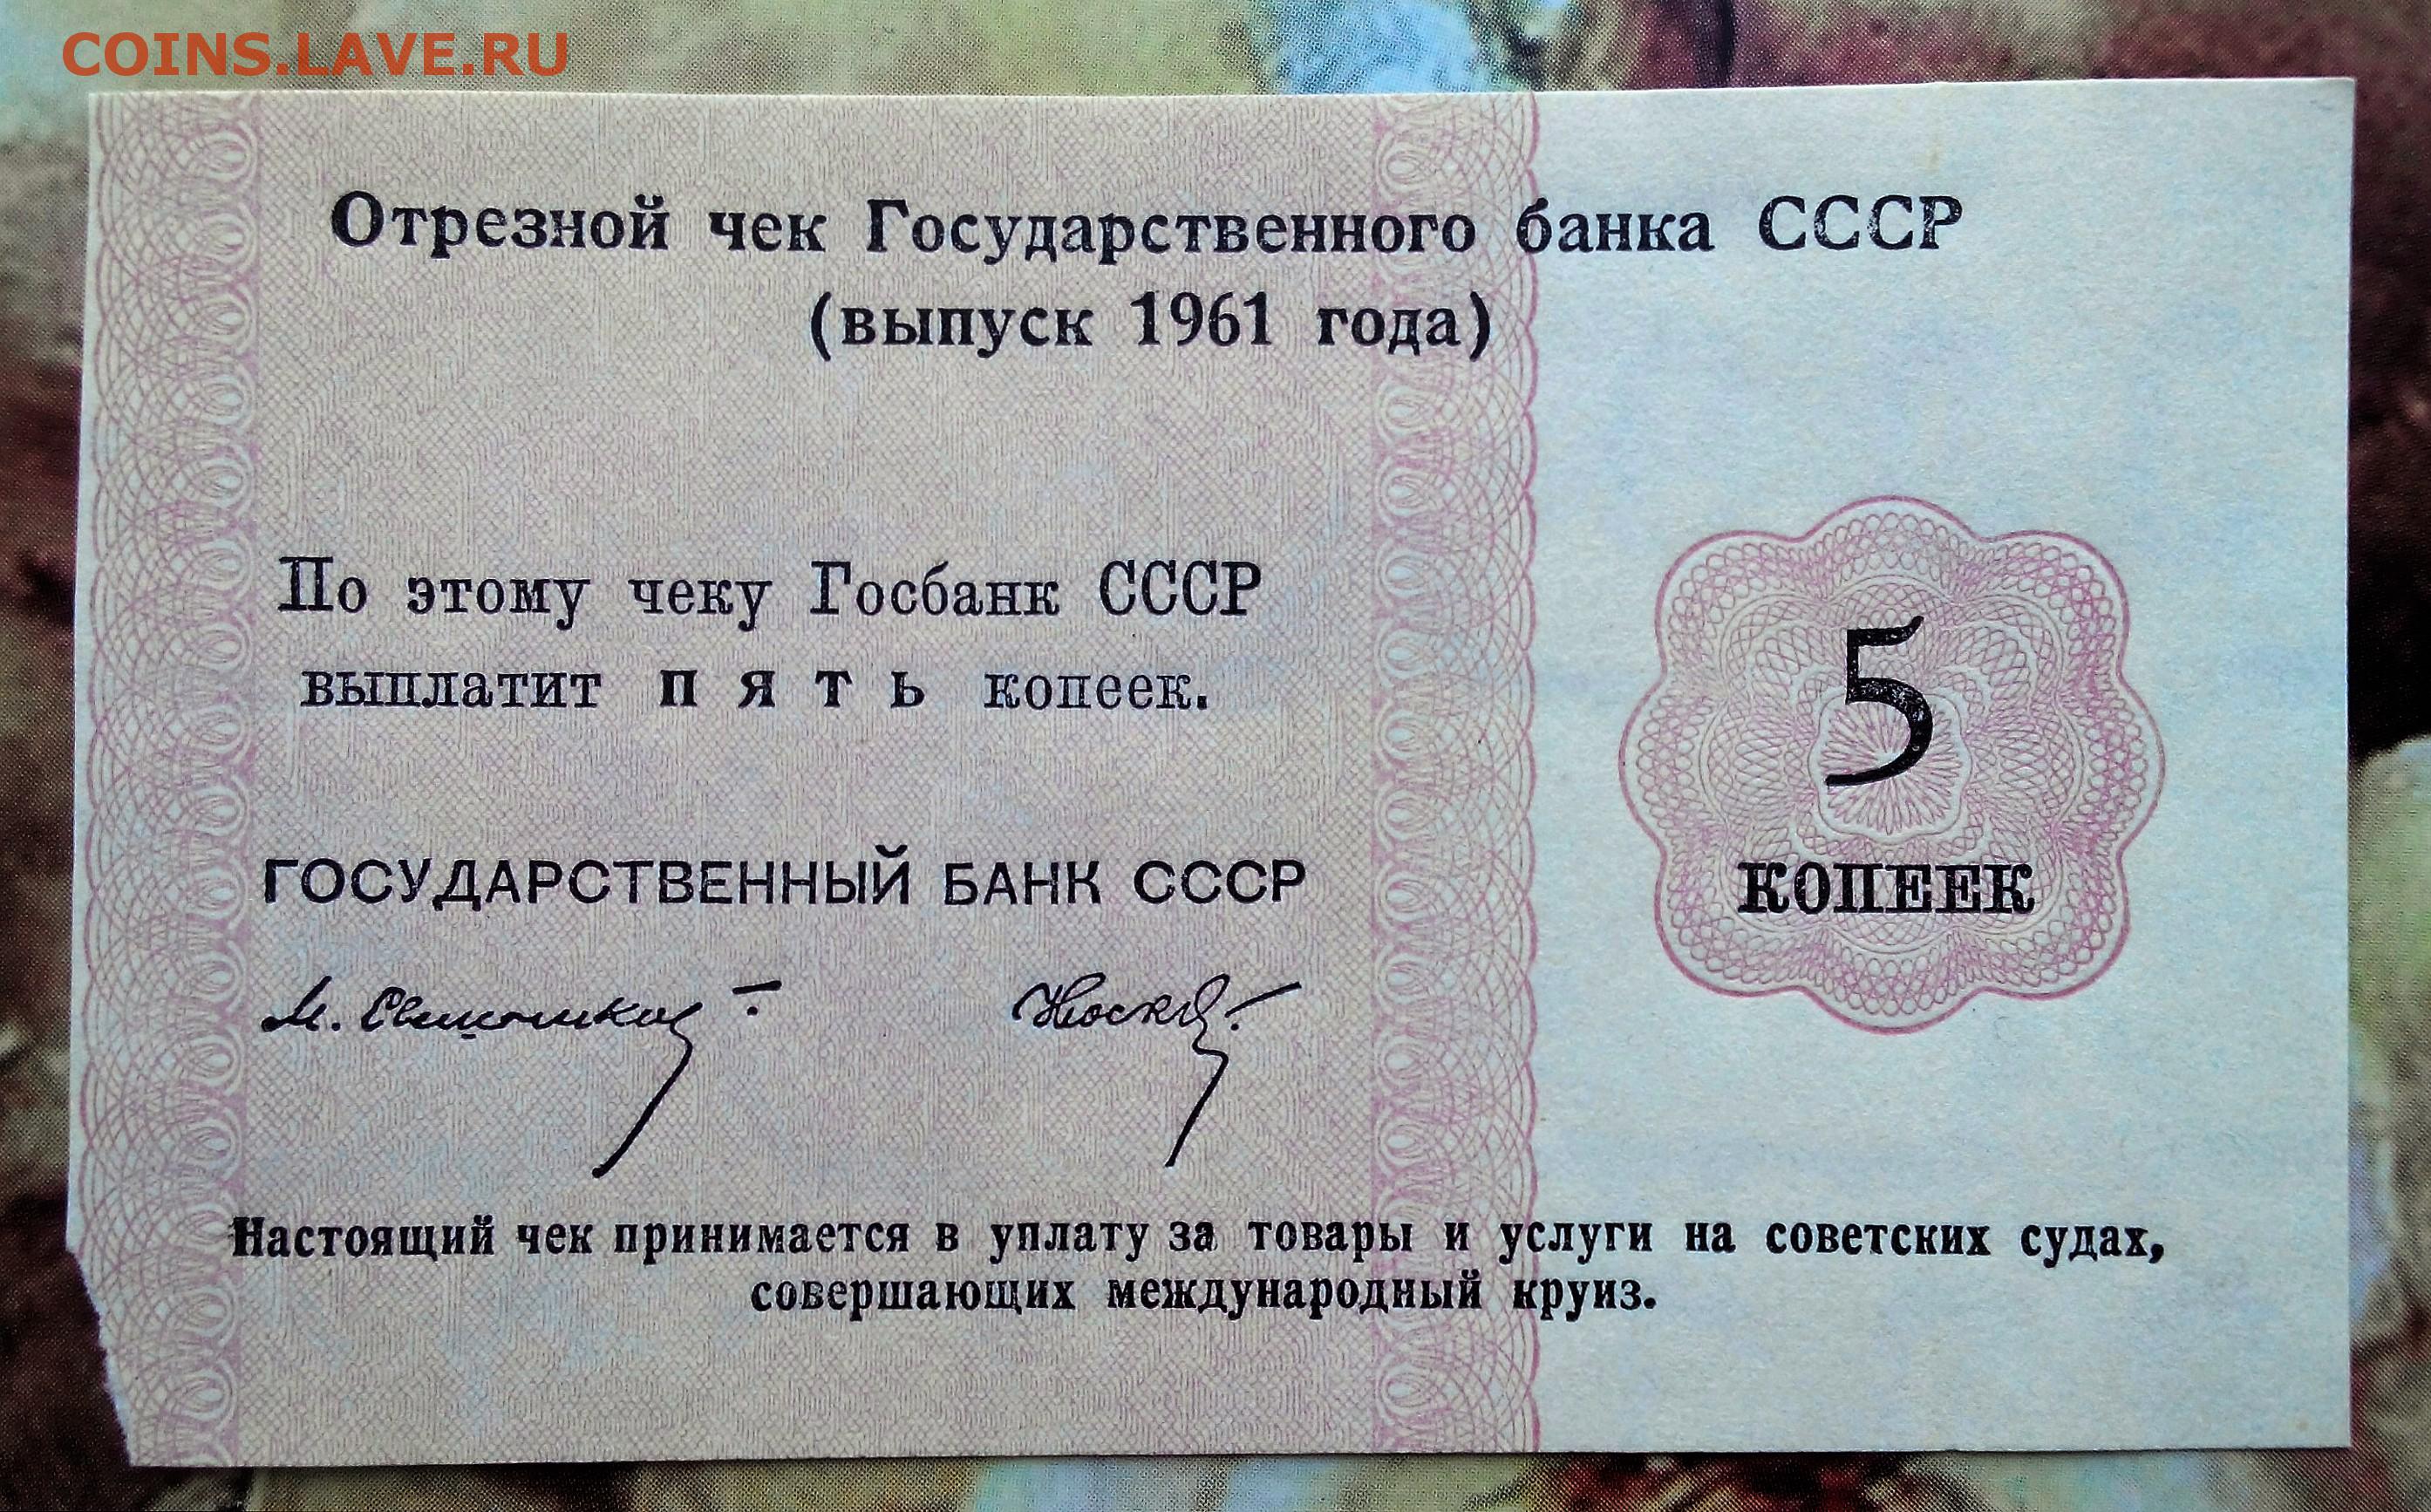 COINS.LAVE.RU
Отрезной чек Государственного банка СССР
(выпуск 1961 года)
По этому чеку Госбанк СССР
выплатит пять копеек.
5
КОПЕЕК
ГОСУДАРСТВЕННЫЙ БАНК СССР
Настоящий чек принимается в уплату за товары и услуги на советских судах,
совершающих международный круиз.